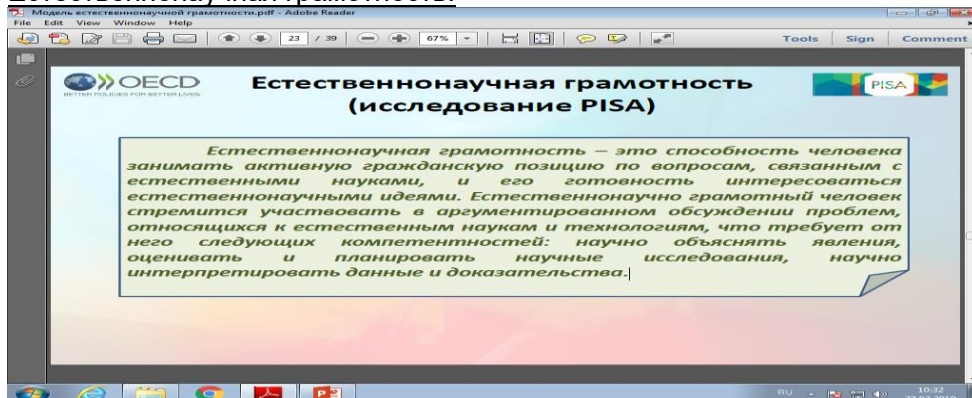 Естественнонаучная грамотность.
Модель естественнонаучной грамотности.pdf - Adobe Reader
File Edit View Window Help
23 / 39 67% Tools Sign Comment
OECD
BETTER POLICIES FOR BETTER LIVES
Естественнонаучная грамотность
(исследование PISA)
PISA
Естественнонаучная грамотность – это способность человека
занимать активную гражданскую позицию по вопросам, связанным с
естественными науками, и его готовность интересоваться
естественнонаучными идеями. Естественнонаучно грамотный человек
стремится участвовать в аргументированном обсуждении проблем,
относящихся к естественным наукам и технологиям, что требует от
него следующих компетентностей: научно объяснять явления,
оценивать и планировать научные исследования, научно
интерпретировать данные и доказательства.
RU 10:32